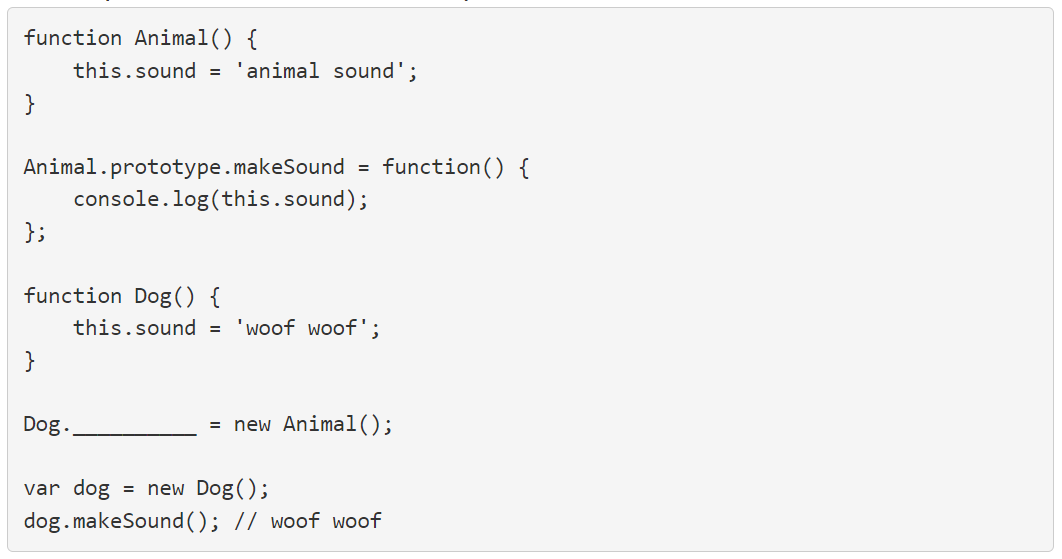 function Animal() {
    this.sound = 'animal sound';
}

Animal.prototype.makeSound = function() {
    console.log(this.sound);
};

function Dog() {
    this.sound = 'woof woof';
}

Dog.__________ = new Animal();

var dog = new Dog();
dog.makeSound(); // woof woof